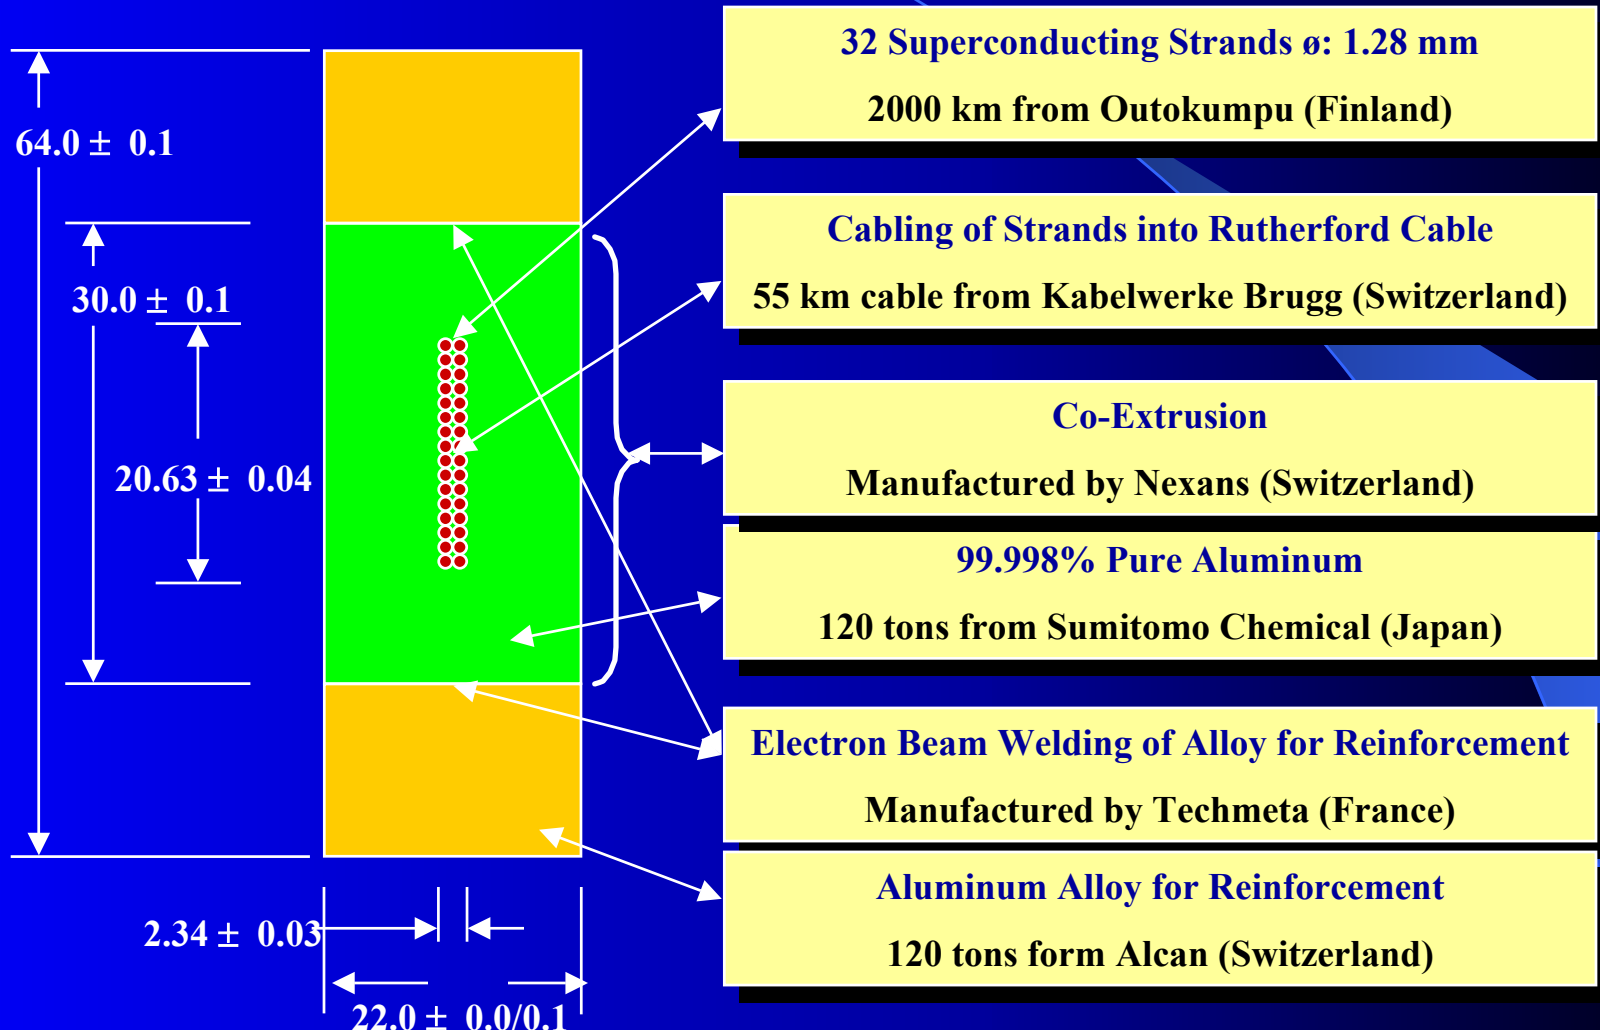 32 Superconducting Strands ø: 1.28 mm
2000 km from Outokumpu (Finland)
64.0 ± 0.1
Cabling of Strands into Rutherford Cable
55 km cable from Kabelwerke Brugg (Switzerland)
30.0 ± 0.1
Co-Extrusion
Manufactured by Nexans (Switzerland)
20.63 ± 0.04
99.998% Pure Aluminum
120 tons from Sumitomo Chemical (Japan)
Electron Beam Welding of Alloy for Reinforcement
Manufactured by Techmeta (France)
Aluminum Alloy for Reinforcement
120 tons form Alcan (Switzerland)
2.34 ± 0.03
22.0 ± 0.0/0.1